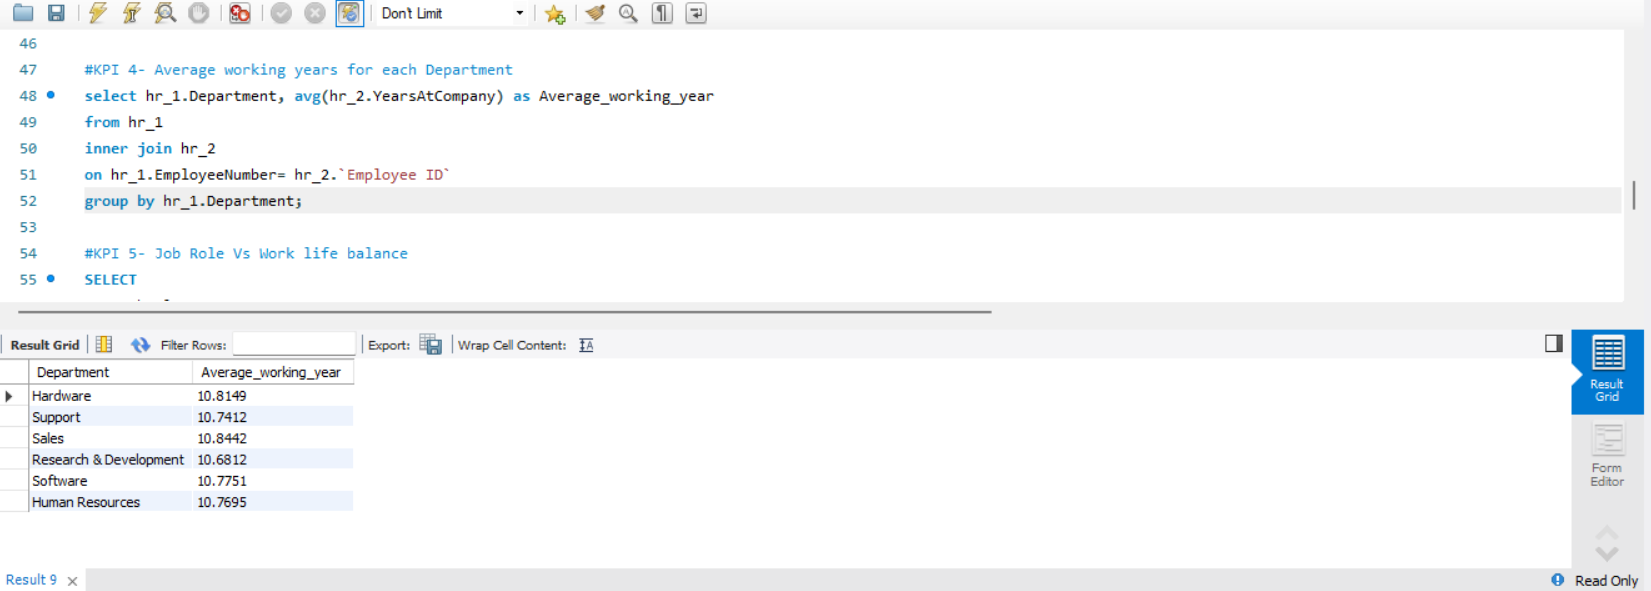 Don't Limit
46
47 #KPI 4- Average working years for each Department
48 select hr_1.Department, avg(hr_2.YearsAtCompany) as Average_working_year
49 from hr_1
50 inner join hr_2
51 on hr_1.EmployeeNumber= hr_2.`Employee ID`
52 group by hr_1.Department;
53
54 #KPI 5- Job Role Vs Work life balance
55 SELECT
Result Grid Filter Rows: Export: Wrap Cell Content:
Department Average_working_year
Hardware 10.8149
Support 10.7412
Sales 10.8442
Research & Development 10.6812
Software 10.7751
Human Resources 10.7695
Result
Grid
Form
Editor
Result 9 Read Only